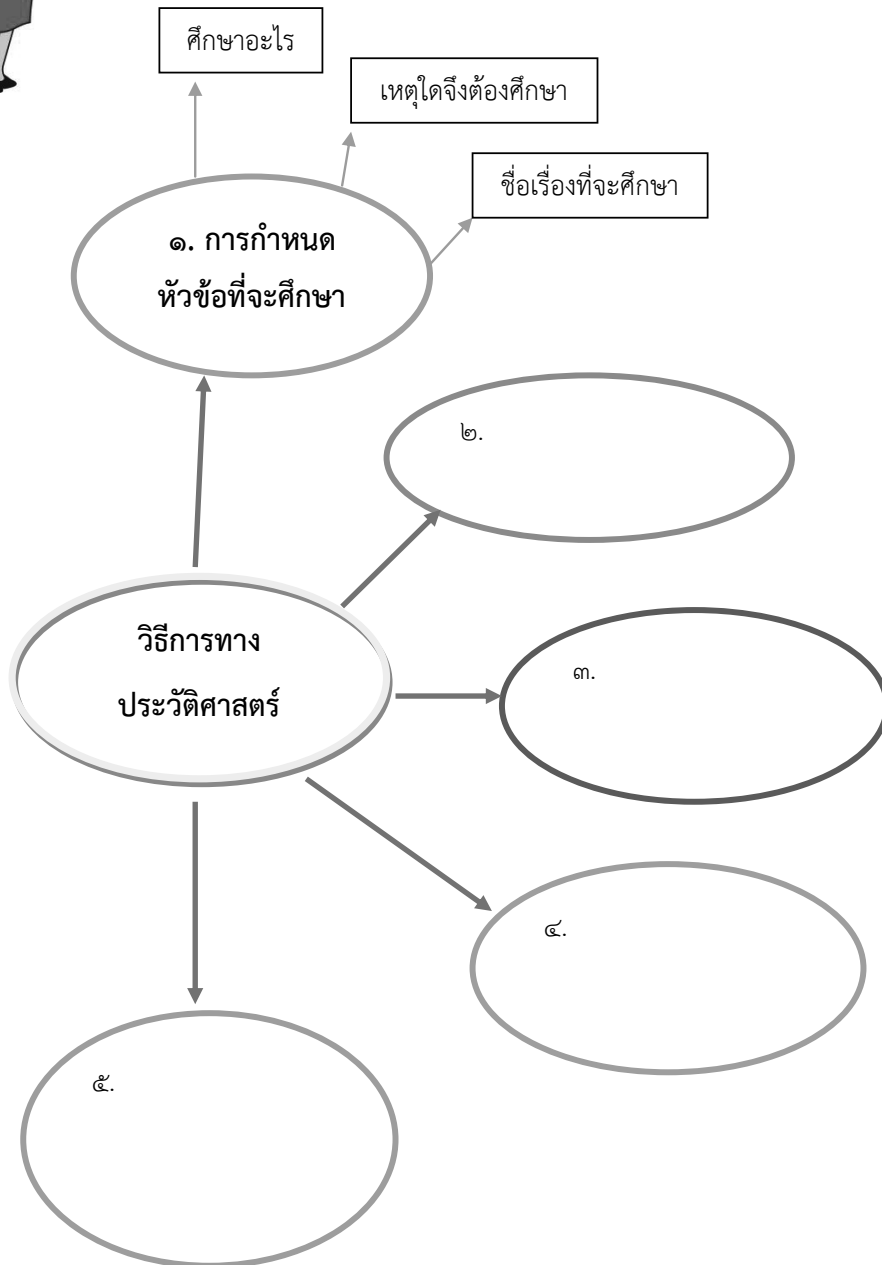 ศึกษาอะไร
เหตุใดจึงต้องศึกษา
ชื่อเรื่องที่จะศึกษา
๑. การกำหนด
หัวข้อที่จะศึกษา
๒.
วิธีการทาง
ประวัติศาสตร์
๓.
๔.
๕.